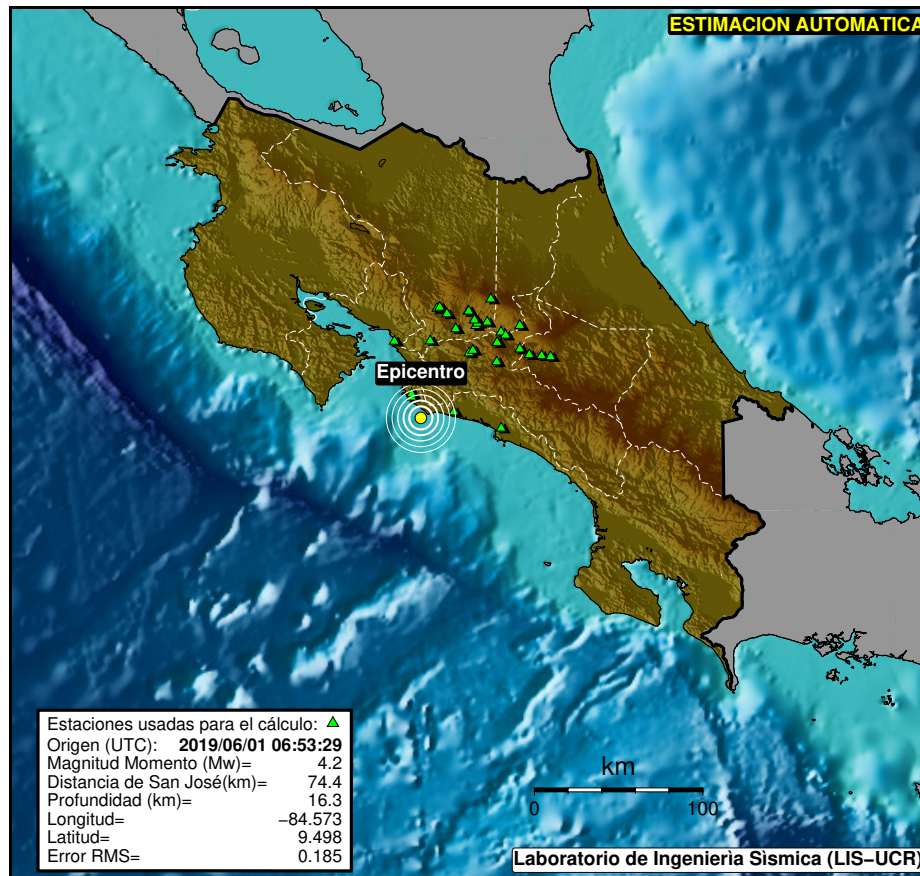 ESTIMACION AUTOMATICA
Epicentro
km
0 100
Estaciones usadas para el cálculo:
Origen (UTC): 2019/06/01 06:53:29
Magnitud Momento (Mw)= 4.2
Distancia de San José(km)= 74.4
Profundidad (km)= 16.3
Longitud= −84.573
Latitud= 9.498
Error RMS= 0.185
Laboratorio de Ingenierìa Sìsmica (LIS−UCR)